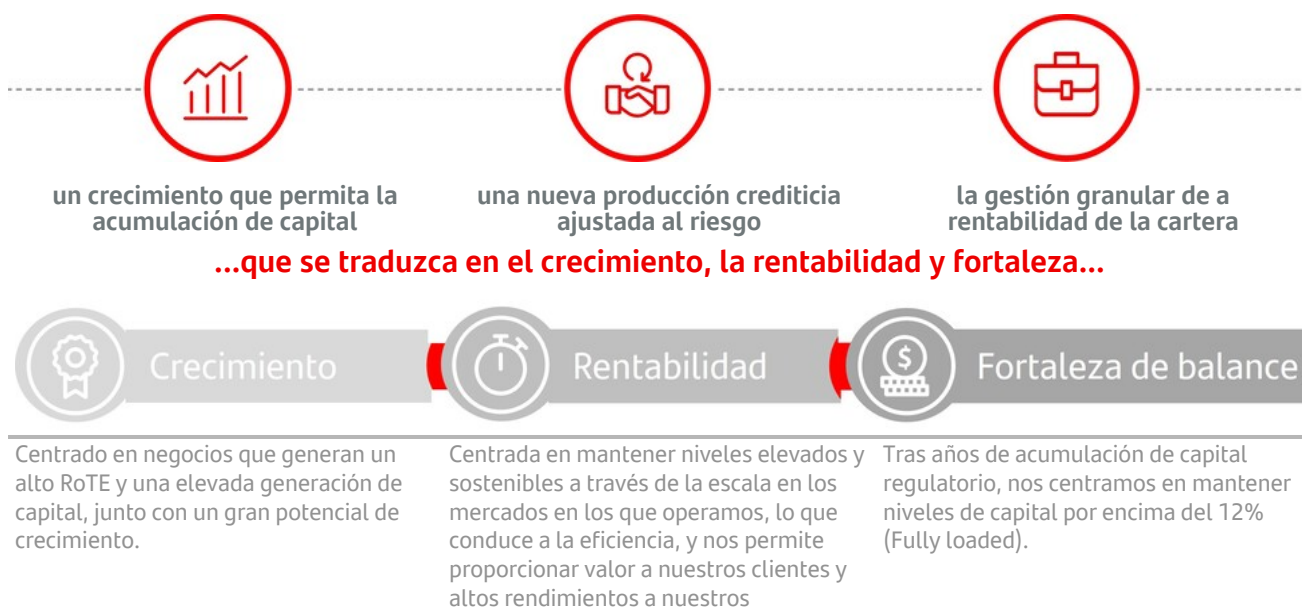 un crecimiento que permita la
acumulación de capital
una nueva producción crediticia
ajustada al riesgo
la gestión granular de a
rentabilidad de la cartera
...que se traduzca en el crecimiento, la rentabilidad y fortaleza...
Crecimiento
Rentabilidad
$
Fortaleza de balance
Centrado en negocios que generan un
alto RoTE y una elevada generación de
capital, junto con un gran potencial de
crecimiento.
Centrada en mantener niveles elevados y
sostenibles a través de la escala en los
mercados en los que operamos, lo que
conduce a la eficiencia, y nos permite
proporcionar valor a nuestros clientes y
altos rendimientos a nuestros
Tras años de acumulación de capital
regulatorio, nos centramos en mantener
niveles de capital por encima del 12%
(Fully loaded).